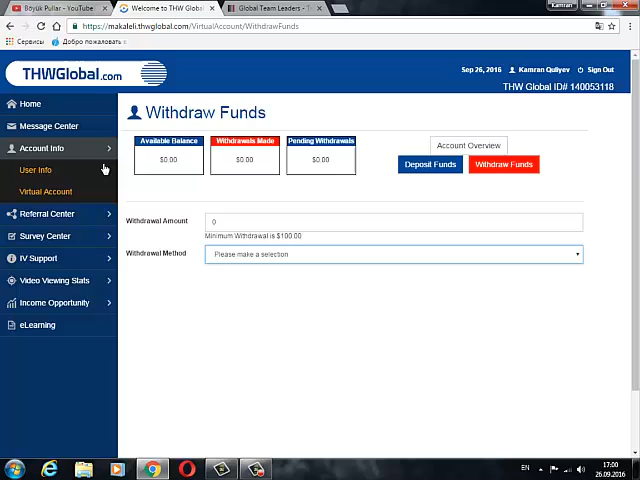 Kamran
Böyük Pullar - YouTube
Welcome to THW Global
Global Team Leaders -
https://makaleli.thwglobal.com/VirtualAccount/WithdrawFunds
Сервисы
Добро пожаловать
THWGlobal.com
Sep 26, 2016
Kamran Quliyev
Sign Out
THW Global ID# 140053118
Home
Message Center
Account Info
User Info
Virtual Account
Referral Center
Survey Center
IV Support
Video Viewing Stats
Income Opportunity
eLearning
Withdraw Funds
Available Balance
Withdrawals Made
Pending Withdrawals
$0.00
$0.00
$0.00
Account Overview
Deposit Funds
Withdraw Funds
Withdrawal Amount
0
Minimum Withdrawal is $100.00
Withdrawal Method
Please make a selection
EN
17:00
26.09.2016